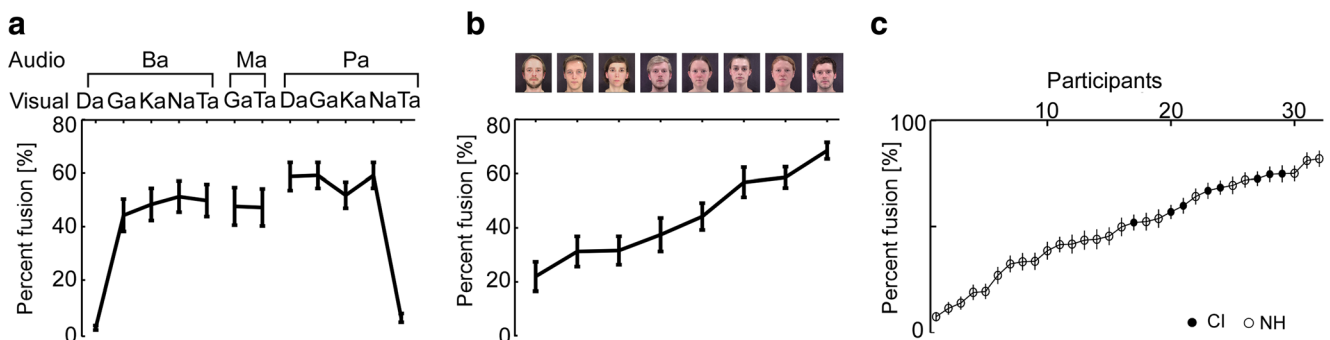 a
Audio Ba Ma Pa
Visual Da Ga Ka Na Ta Ga Ta Da Ga Ka Na Ta
Percent fusion [%]
80
60
40
20
0
b
Percent fusion [%]
80
60
40
20
0
c
Participants
10 20 30
Percent fusion [%]
100
0
CI NH